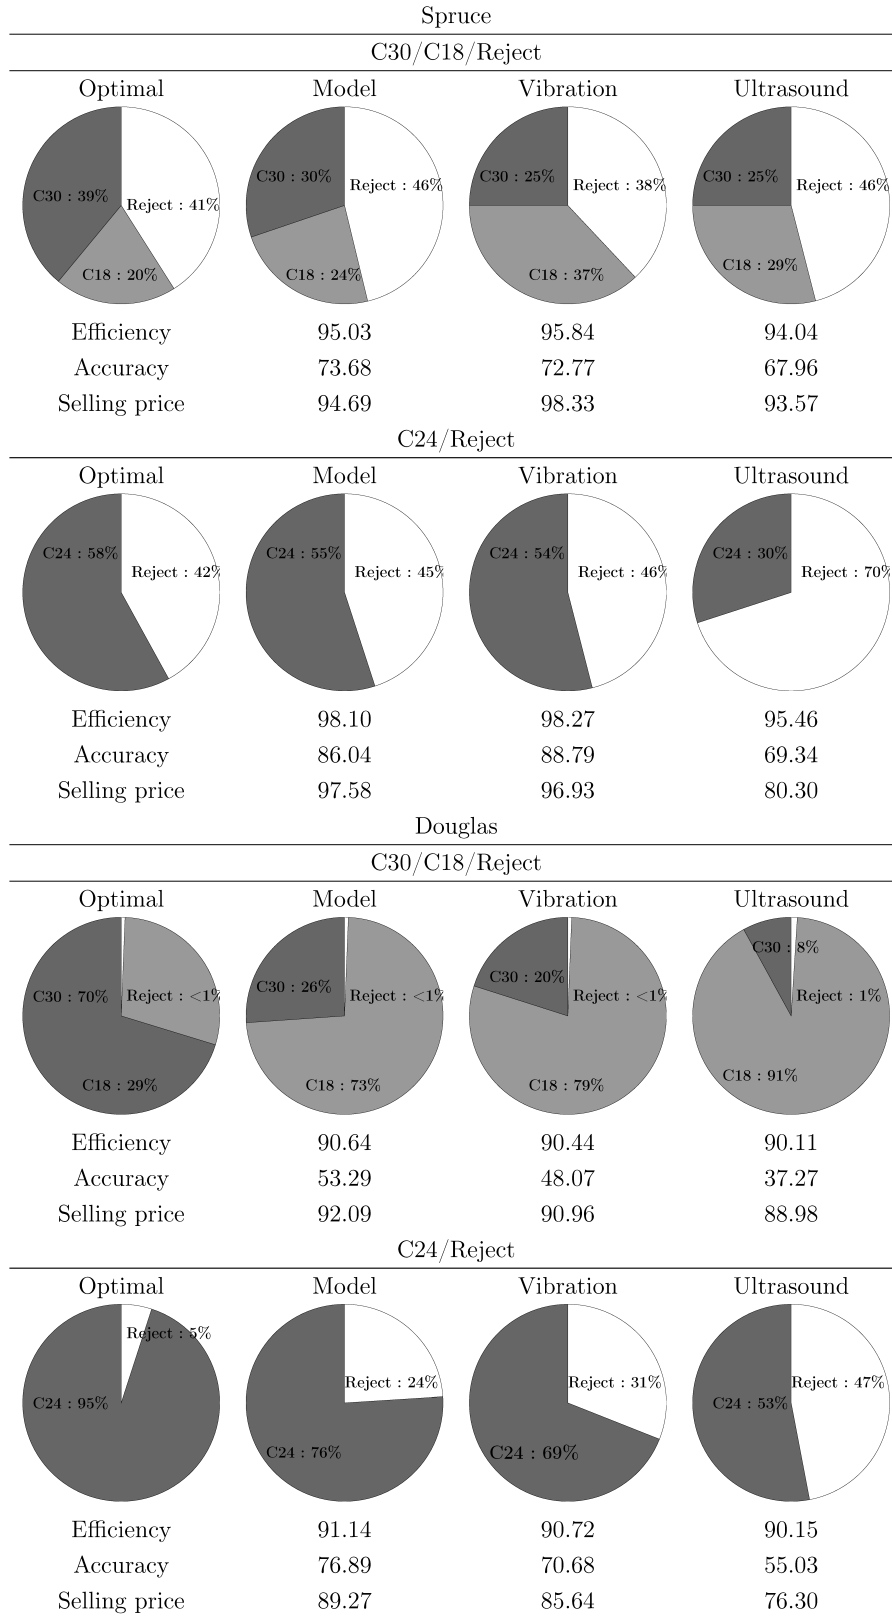 Spruce
C30/C18/Reject
Optimal Model Vibration Ultrasound
C30 : 39% Reject : 41% C18 : 20% C30 : 30% Reject : 46% C18 : 24% C30 : 25% Reject : 38% C18 : 37% C30 : 25% Reject : 46% C18 : 29%
Efficiency 95.03 95.84 94.04
Accuracy 73.68 72.77 67.96
Selling price 94.69 98.33 93.57
C24/Reject
Optimal Model Vibration Ultrasound
C24 : 58% Reject : 42% C24 : 55% Reject : 45% C24 : 54% Reject : 46% C24 : 30% Reject : 70%
Efficiency 98.10 98.27 95.46
Accuracy 86.04 88.79 69.34
Selling price 97.58 96.93 80.30
Douglas
C30/C18/Reject
Optimal Model Vibration Ultrasound
C30 : 70% Reject : <1% C18 : 29% C30 : 26% Reject : <1% C18 : 73% C30 : 20% Reject : <1% C18 : 79% C30 : 8% Reject : 1% C18 : 91%
Efficiency 90.64 90.44 90.11
Accuracy 53.29 48.07 37.27
Selling price 92.09 90.96 88.98
C24/Reject
Optimal Model Vibration Ultrasound
Reject : 5% C24 : 95% Reject : 24% C24 : 76% Reject : 31% C24 : 69% Reject : 47% C24 : 53%
Efficiency 91.14 90.72 90.15
Accuracy 76.89 70.68 55.03
Selling price 89.27 85.64 76.30